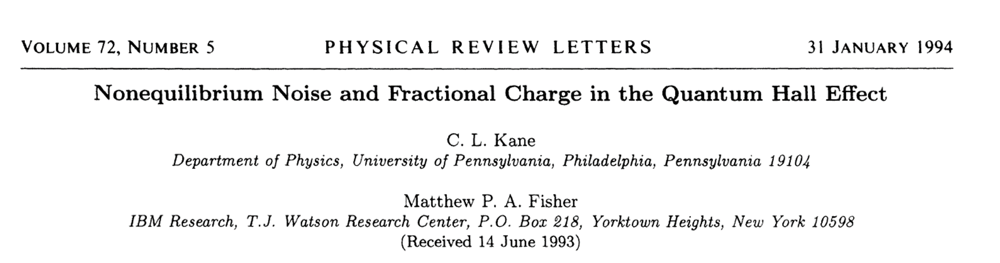 VOLUME 72, NUMBER 5 PHYSICAL REVIEW LETTERS 31 JANUARY 1994
Nonequilibrium Noise and Fractional Charge in the Quantum Hall Effect
C. L. Kane
Department of Physics, University of Pennsylvania, Philadelphia, Pennsylvania 19104
Matthew P. A. Fisher
IBM Research, T.J. Watson Research Center, P.O. Box 218, Yorktown Heights, New York 10598
(Received 14 June 1993)